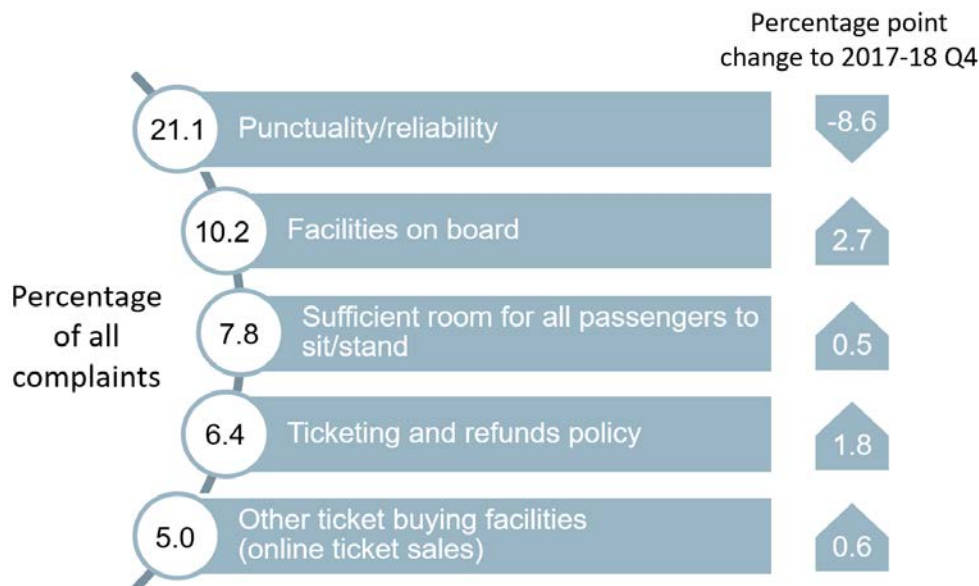 Percentage point
change to 2017-18 Q4
21.1
Punctuality/reliability
-8.6
10.2
Facilities on board
2.7
Percentage
of all
complaints
7.8
Sufficient room for all passengers to
sit/stand
0.5
6.4
Ticketing and refunds policy
1.8
5.0
Other ticket buying facilities
(online ticket sales)
0.6